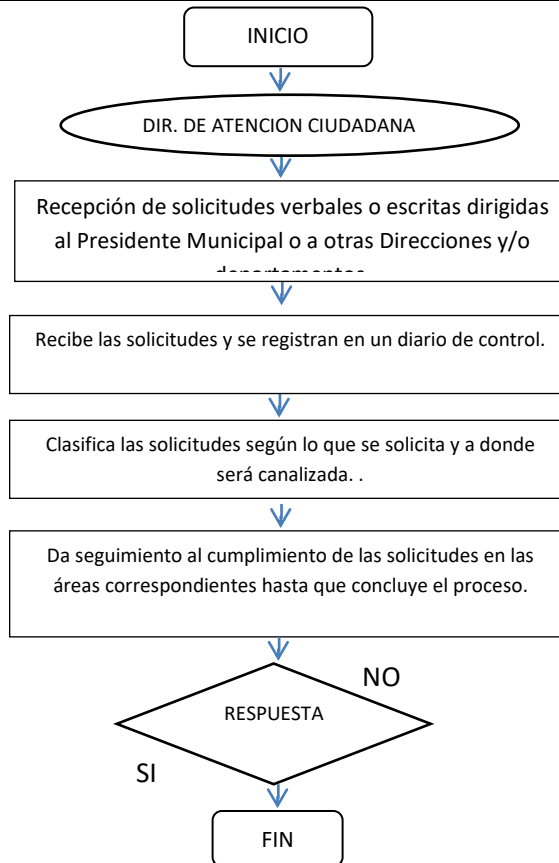 INICIO
DIR. DE ATENCION CIUDADANA
Recepción de solicitudes verbales o escritas dirigidas
al Presidente Municipal o a otras Direcciones y/o
Recibe las solicitudes y se registran en un diario de control.
Clasifica las solicitudes según lo que se solicita y a donde
será canalizada. .
Da seguimiento al cumplimiento de las solicitudes en las
áreas correspondientes hasta que concluye el proceso.
NO
RESPUESTA
SI
FIN